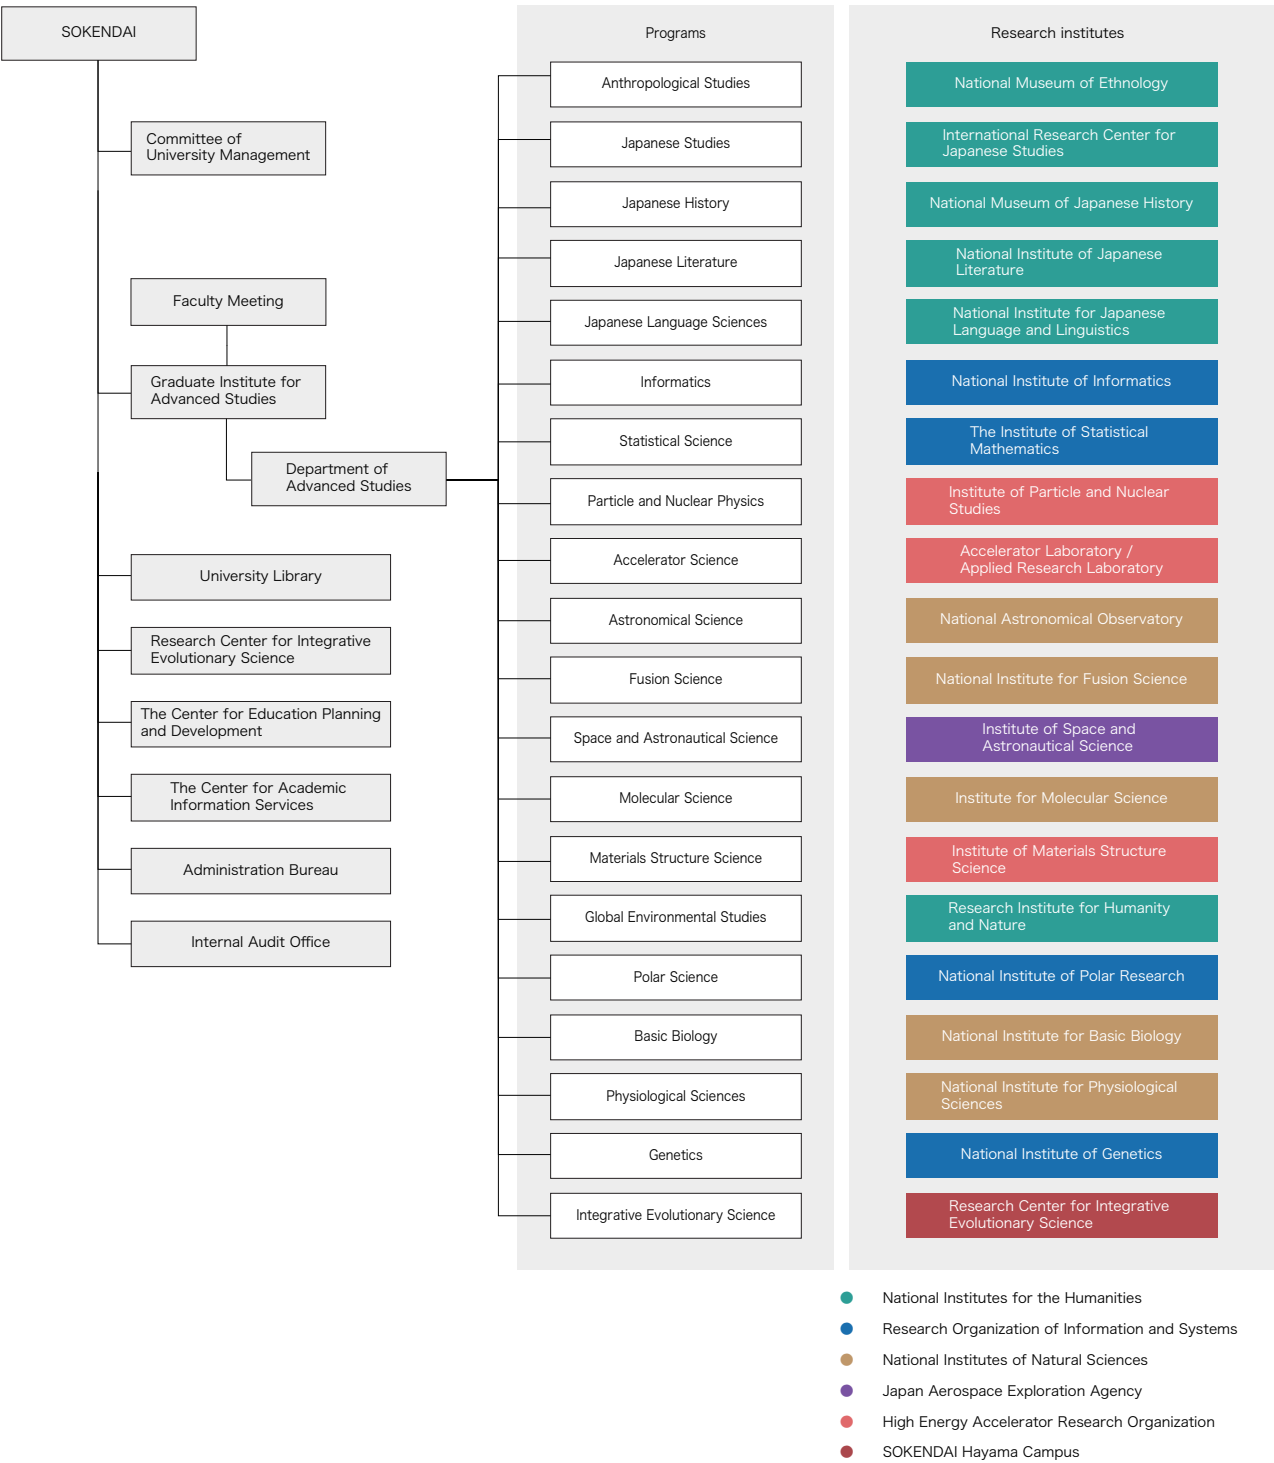 SOKENDAI
Committee of
University Management
Faculty Meeting
Graduate Institute for
Advanced Studies
Department of
Advanced Studies
University Library
Research Center for Integrative
Evolutionary Science
The Center for Education Planning
and Development
The Center for Academic
Information Services
Administration Bureau
Internal Audit Office
Programs
Anthropological Studies
Japanese Studies
Japanese History
Japanese Literature
Japanese Language Sciences
Informatics
Statistical Science
Particle and Nuclear Physics
Accelerator Science
Astronomical Science
Fusion Science
Space and Astronautical Science
Molecular Science
Materials Structure Science
Global Environmental Studies
Polar Science
Basic Biology
Physiological Sciences
Genetics
Integrative Evolutionary Science
Research institutes
National Museum of Ethnology
International Research Center for
Japanese Studies
National Museum of Japanese History
National Institute of Japanese
Literature
National Institute for Japanese
Language and Linguistics
National Institute of Informatics
The Institute of Statistical
Mathematics
Institute of Particle and Nuclear
Studies
Accelerator Laboratory /
Applied Research Laboratory
National Astronomical Observatory
National Institute for Fusion Science
Institute of Space and
Astronautical Science
Institute for Molecular Science
Institute of Materials Structure
Science
Research Institute for Humanity
and Nature
National Institute of Polar Research
National Institute for Basic Biology
National Institute for Physiological
Sciences
National Institute of Genetics
Research Center for Integrative
Evolutionary Science
National Institutes for the Humanities
Research Organization of Information and Systems
National Institutes of Natural Sciences
Japan Aerospace Exploration Agency
High Energy Accelerator Research Organization
SOKENDAI Hayama Campus